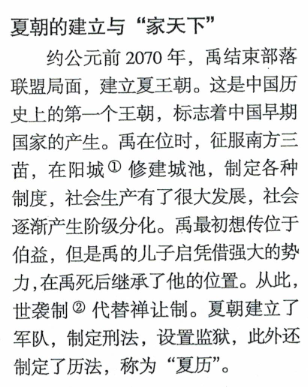 夏朝的建立与“家天下”
约公元前 2070 年，禹结束部落
联盟局面，建立夏王朝。这是中国历
史上的第一个王朝，标志着中国早期
国家的产生。禹在位时，征服南方三
苗，在阳城① 修建城池，制定各种
制度，社会生产有了很大发展，社会
逐渐产生阶级分化。禹最初想传位于
伯益，但是禹的儿子启凭借强大的势
力，在禹死后继承了他的位置。从此，
世袭制② 代替禅让制。夏朝建立了
军队，制定刑法，设置监狱，此外还
制定了历法，称为“夏历”。